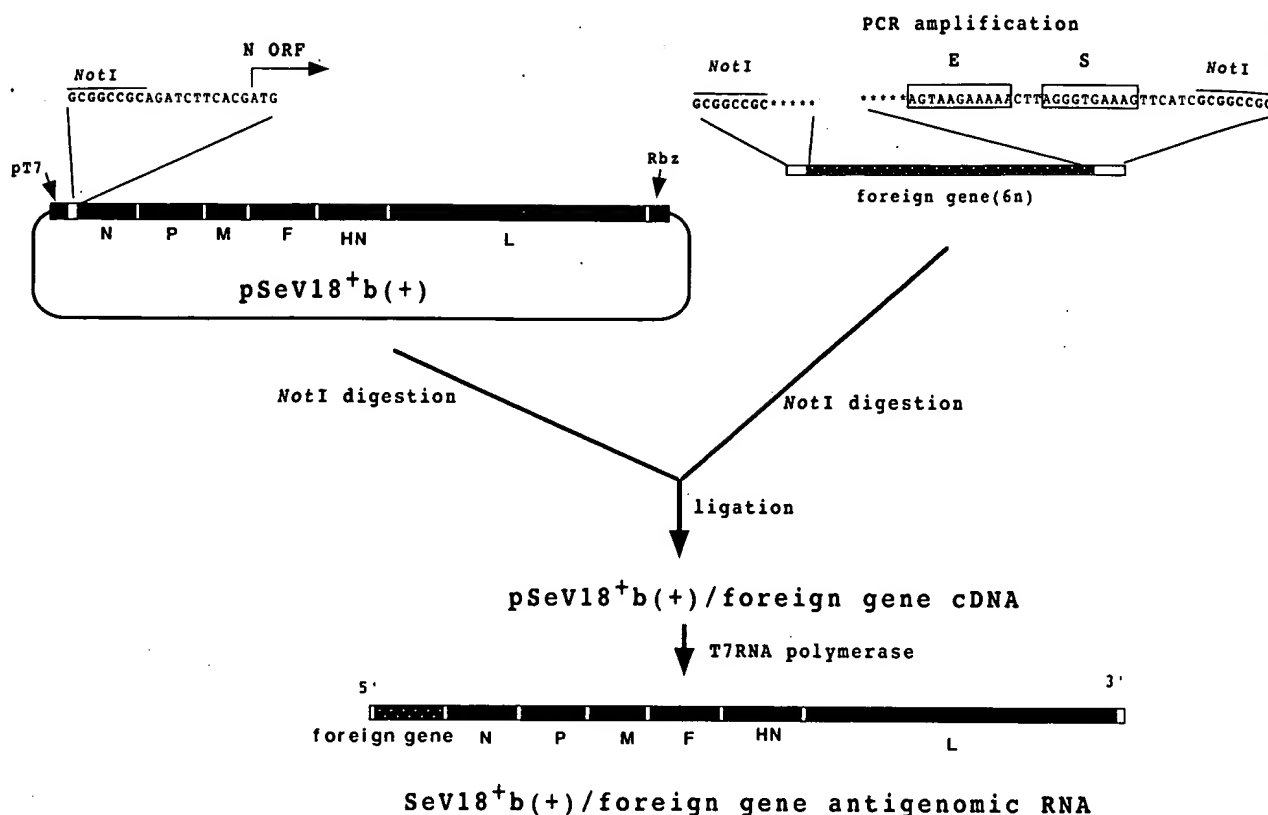 PCR amplification
N ORF
E S
NotI
NotI NotI
GCGGCCGCAGATCTTCACGATG
GCGGCCGC***** *****AGTAAGAAAAACTTAGGGTGAAAGTTCATCGCGGCCGC
pT7
Rbz
foreign gene(6n)
N P M F HN L
pSeV18+b(+)
NotI digestion
NotI digestion
ligation
pSeV18+b(+)/foreign gene cDNA
T7RNA polymerase
5' 3'
foreign gene N P M F HN L
SeV18+b(+)/foreign gene antigenomic RNA